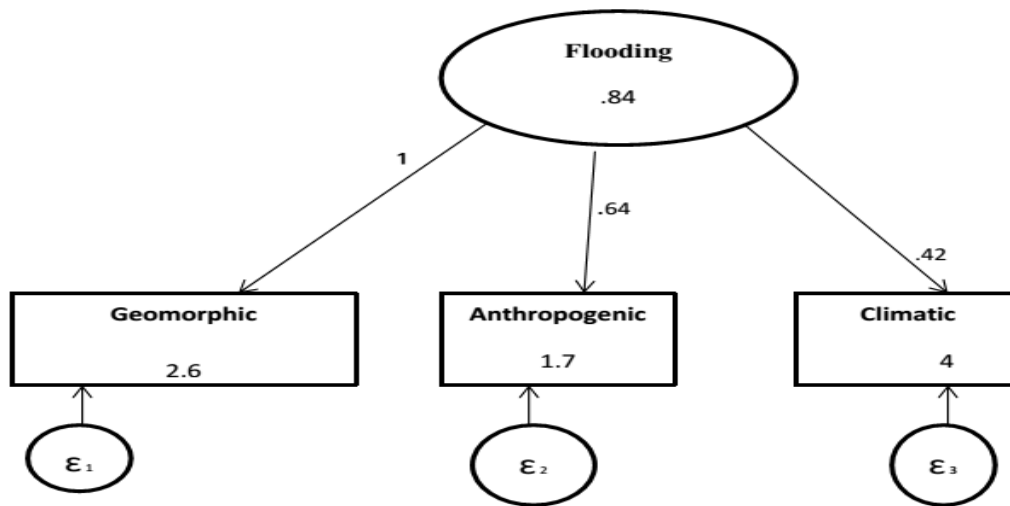 Flooding
.84
1
.64
.42
Geomorphic
2.6
Anthropogenic
1.7
Climatic
4
ε₁
ε₂
ε₃